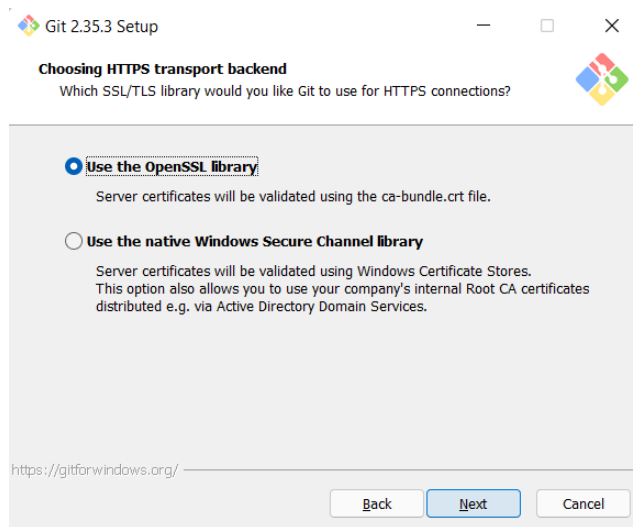 Git 2.35.3 Setup
Choosing HTTPS transport backend
Which SSL/TLS library would you like Git to use for HTTPS connections?
Use the OpenSSL library
Server certificates will be validated using the ca-bundle.crt file.
Use the native Windows Secure Channel library
Server certificates will be validated using Windows Certificate Stores.
This option also allows you to use your company's internal Root CA certificates
distributed e.g. via Active Directory Domain Services.
https://gitforwindows.org/
Back Next Cancel